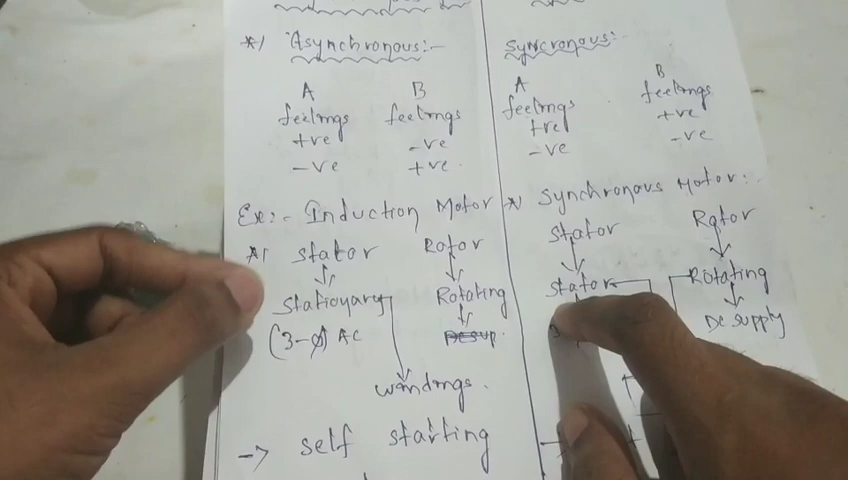 */ Asynchronous:-
A B
feelings feelings
+ve -ve
-ve +ve
Ex:- Induction Motor
*/ stator Rotor
Stationary Rotating
(3-φ) AC
windings.
-> self starting
Syncronous:-
A B
feelings feelings
+ve +ve
-ve -ve
* Synchronous Motor:-
Stator Rotor
Stator Rotating
DC supply